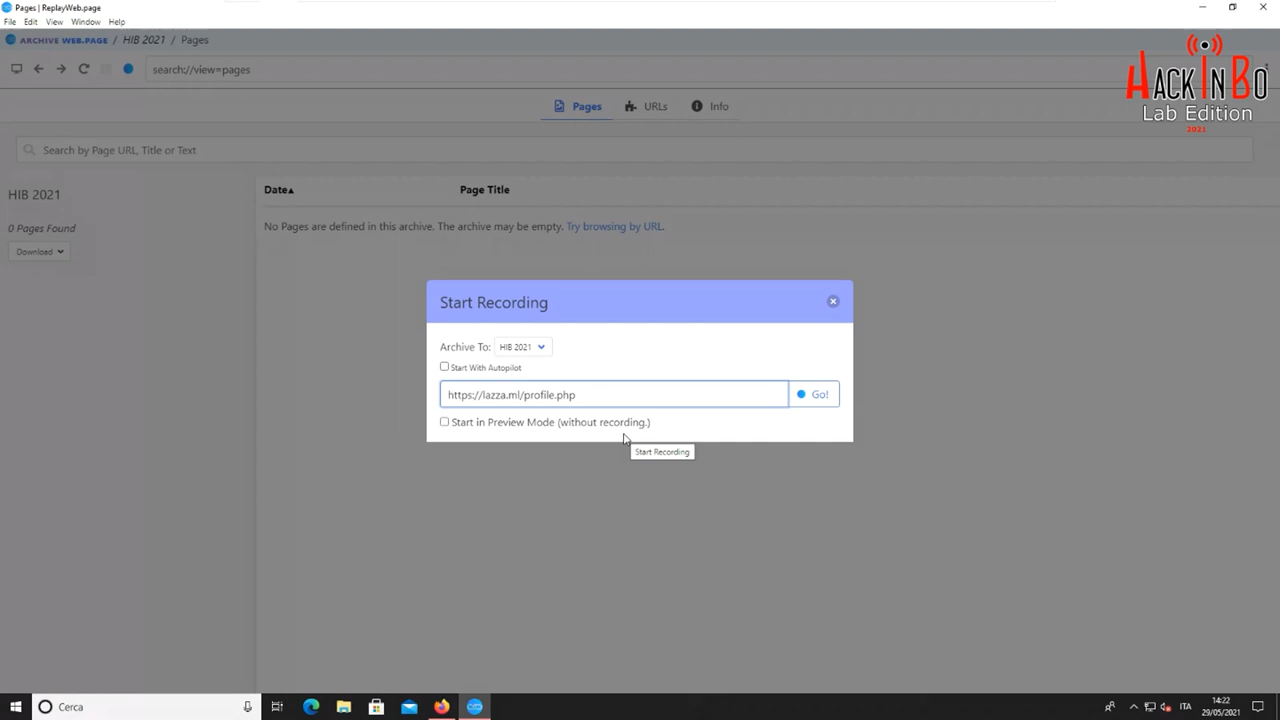 Pages | ReplayWeb.page
File Edit View Window Help
ARCHIVE WEB.PAGE / HIB 2021 / Pages
search://view=pages
HACKINBO
Lab Edition
2021
Pages URLs Info
Search by Page URL, Title or Text
HIB 2021
0 Pages Found
Download
Date▴ Page Title
No Pages are defined in this archive. The archive may be empty. Try browsing by URL.
Start Recording
Archive To: HIB 2021
Start With Autopilot
https://lazza.ml/profile.php
Go!
Start in Preview Mode (without recording.)
Start Recording
Cerca
ITA
14:22
29/05/2021